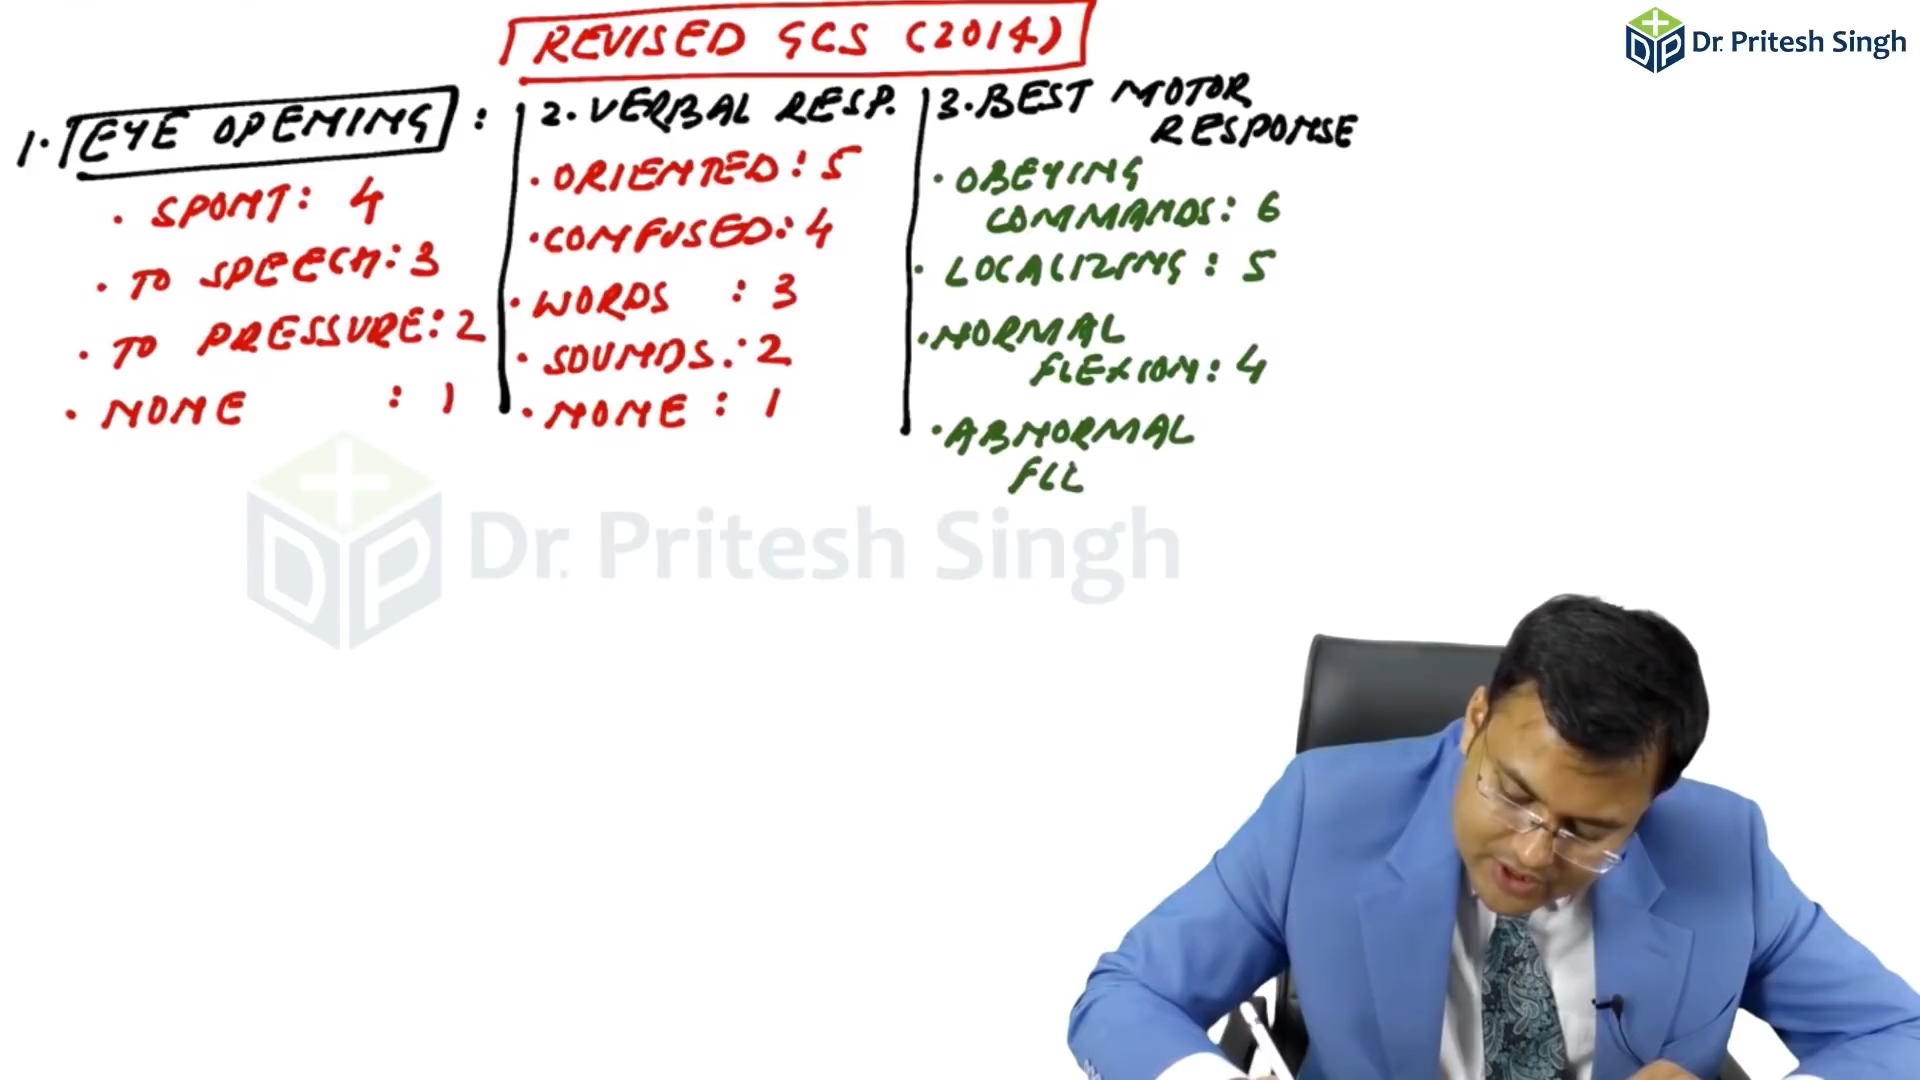 REVISED GCS (2014)
Dr. Pritesh Singh
1. EYE OPENING :
· SPONT: 4
· TO SPEECH: 3
· TO PRESSURE: 2
· NONE : 1
2. VERBAL RESP.
· ORIENTED: 5
· CONFUSED: 4
· WORDS : 3
· SOUNDS: 2
· NONE : 1
3. BEST MOTOR
RESPONSE
· OBEYING
COMMANDS: 6
· LOCALIZING : 5
· NORMAL
FLEXION: 4
· ABNORMAL
FLE
DP Dr. Pritesh Singh